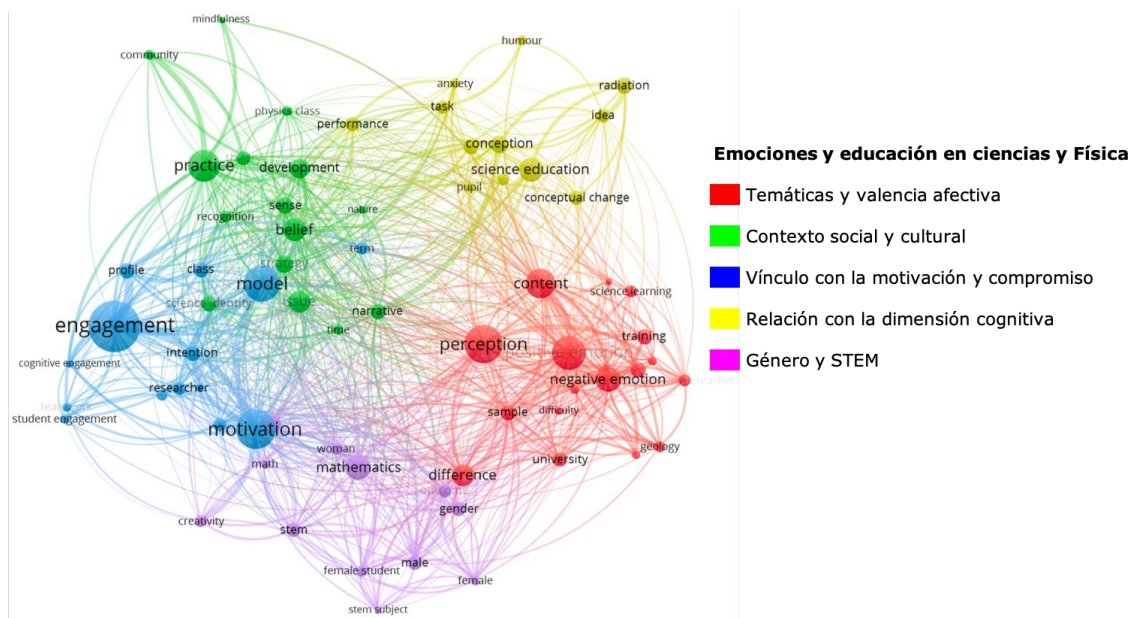 mindfulness
humour
community
anxiety
radiation
task
physics class
idea
performance
conception
practice
development
science education
pupil
conceptual change
sense
nature
recognition
belief
term
strategy
profile
class
model
content
science learning
science identity
issue
narrative
engagement
time
training
perception
positive emotion
intention
cognitive engagement
negative emotion
teacher
researcher
student engagement
sample
difficulty
motivation
woman
geology
university
math
mathematics
difference
gender
creativity
stem
male
female student
female
stem subject
Emociones y educación en ciencias y Física
Temáticas y valencia afectiva
Contexto social y cultural
Vínculo con la motivación y compromiso
Relación con la dimensión cognitiva
Género y STEM